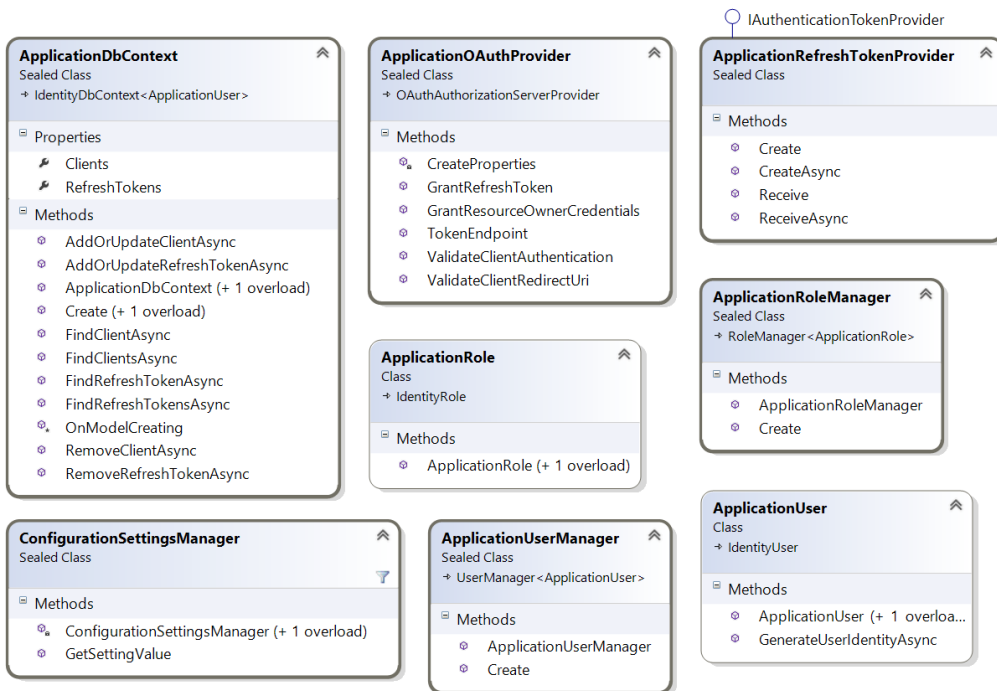 IAuthenticationTokenProvider
ApplicationDbContext
Sealed Class
IdentityDbContext<ApplicationUser>
Properties
Clients
RefreshTokens
Methods
AddOrUpdateClientAsync
AddOrUpdateRefreshTokenAsync
ApplicationDbContext (+ 1 overload)
Create (+ 1 overload)
FindClientAsync
FindClientsAsync
FindRefreshTokenAsync
FindRefreshTokensAsync
OnModelCreating
RemoveClientAsync
RemoveRefreshTokenAsync
ApplicationOAuthProvider
Sealed Class
OAuthAuthorizationServerProvider
Methods
CreateProperties
GrantRefreshToken
GrantResourceOwnerCredentials
TokenEndpoint
ValidateClientAuthentication
ValidateClientRedirectUri
ApplicationRefreshTokenProvider
Sealed Class
Methods
Create
CreateAsync
Receive
ReceiveAsync
ApplicationRole
Class
IdentityRole
Methods
ApplicationRole (+ 1 overload)
ApplicationRoleManager
Sealed Class
RoleManager<ApplicationRole>
Methods
ApplicationRoleManager
Create
ConfigurationSettingsManager
Sealed Class
Methods
ConfigurationSettingsManager (+ 1 overload)
GetSettingValue
ApplicationUserManager
Sealed Class
UserManager<ApplicationUser>
Methods
ApplicationUserManager
Create
ApplicationUser
Class
IdentityUser
Methods
ApplicationUser (+ 1 overloa...
GenerateUserIdentityAsync